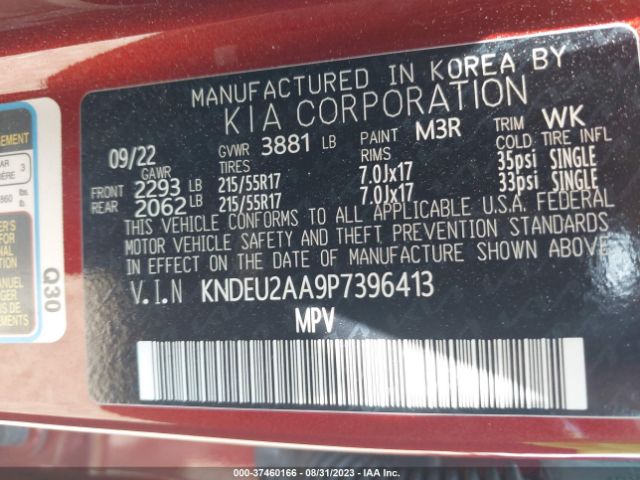 MANUFACTURED IN KOREA BY
KIA CORPORATION
09/22 GVWR 3881 LB PAINT M3R TRIM WK
GAWR TIRES RIMS COLD TIRE INFL
FRONT 2293 LB 215/55R17 7.0Jx17 35psi SINGLE
REAR 2062 LB 215/55R17 7.0Jx17 33psi SINGLE
THIS VEHICLE CONFORMS TO ALL APPLICABLE U.S.A. FEDERAL
MOTOR VEHICLE SAFETY AND THEFT PREVENTION STANDARDS
IN EFFECT ON THE DATE OF MANUFACTURE SHOWN ABOVE.
V.I.N KNDEU2AA9P7396413
MPV
3
860 lbs.
Q30
000-37460166 - 08/31/2023 - IAA Inc.